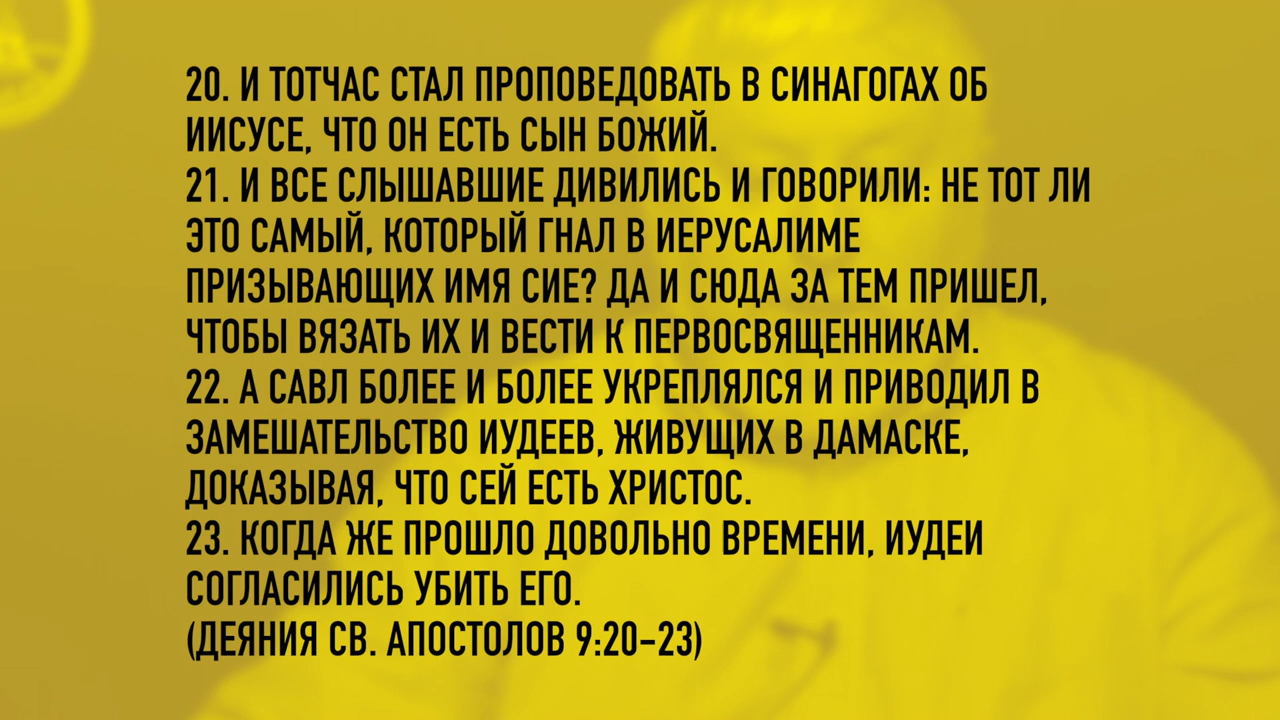 20. И ТОТЧАС СТАЛ ПРОПОВЕДОВАТЬ В СИНАГОГАХ ОБ
ИИСУСЕ, ЧТО ОН ЕСТЬ СЫН БОЖИЙ.
21. И ВСЕ СЛЫШАВШИЕ ДИВИЛИСЬ И ГОВОРИЛИ: НЕ ТОТ ЛИ
ЭТО САМЫЙ, КОТОРЫЙ ГНАЛ В ИЕРУСАЛИМЕ
ПРИЗЫВАЮЩИХ ИМЯ СИЕ? ДА И СЮДА ЗА ТЕМ ПРИШЕЛ,
ЧТОБЫ ВЯЗАТЬ ИХ И ВЕСТИ К ПЕРВОСВЯЩЕННИКАМ.
22. А САВЛ БОЛЕЕ И БОЛЕЕ УКРЕПЛЯЛСЯ И ПРИВОДИЛ В
ЗАМЕШАТЕЛЬСТВО ИУДЕЕВ, ЖИВУЩИХ В ДАМАСКЕ,
ДОКАЗЫВАЯ, ЧТО СЕЙ ЕСТЬ ХРИСТОС.
23. КОГДА ЖЕ ПРОШЛО ДОВОЛЬНО ВРЕМЕНИ, ИУДЕИ
СОГЛАСИЛИСЬ УБИТЬ ЕГО.
(ДЕЯНИЯ СВ. АПОСТОЛОВ 9:20–23)